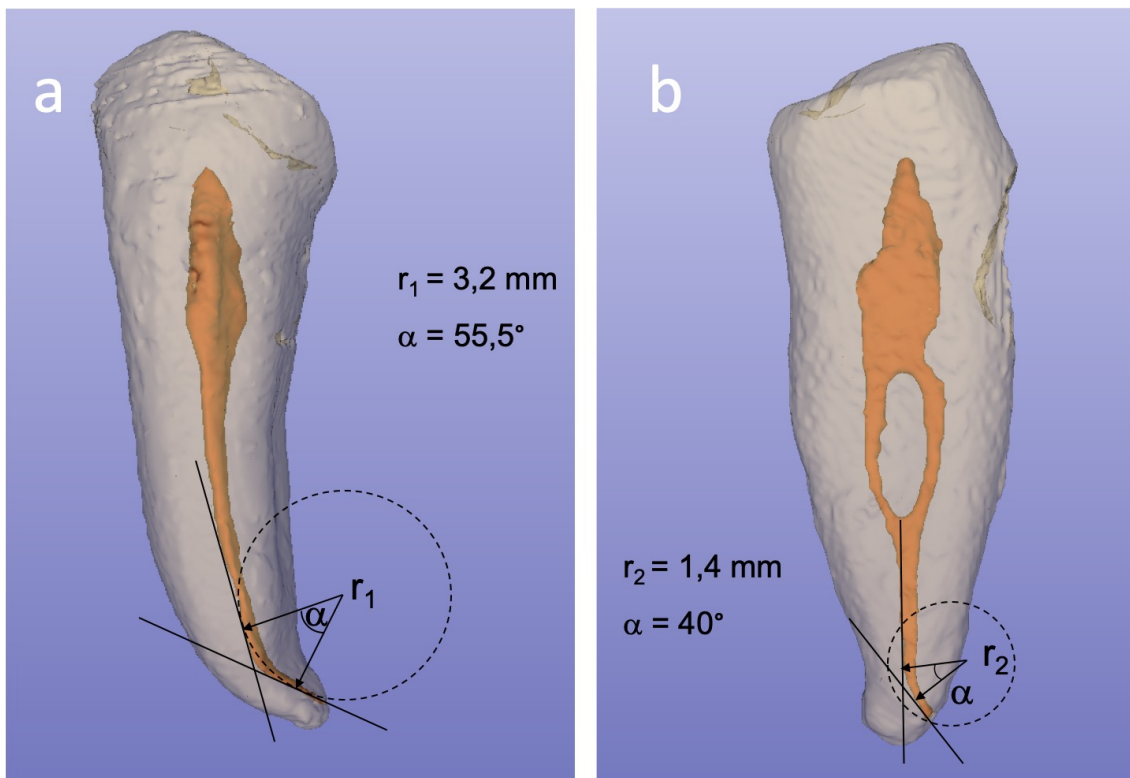 a
r₁ = 3,2 mm
α = 55,5°
r₁
α
b
r₂ = 1,4 mm
α = 40°
r₂
α